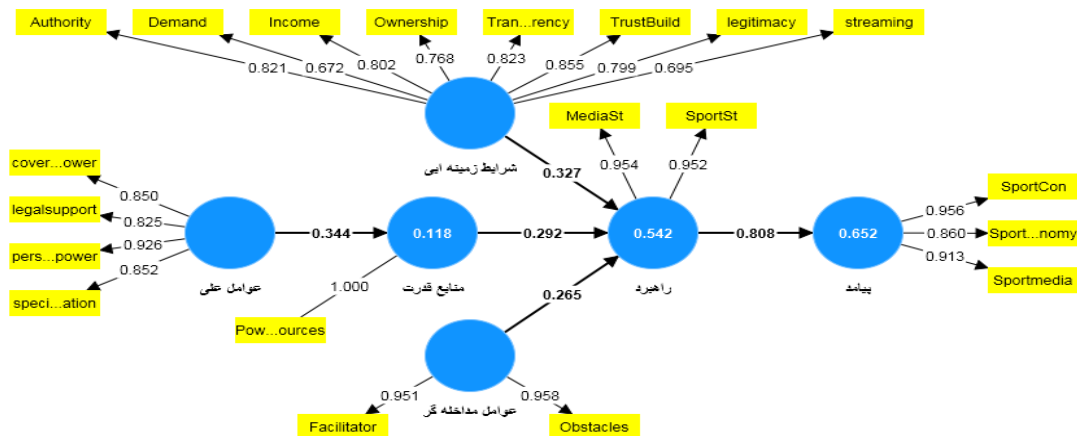 Authority Demand Income Ownership Tran...rency TrustBuild legitimacy streaming
0.821 0.672 0.802 0.768 0.823 0.855 0.799 0.695
شرایط زمینه ایی
MediaSt SportSt
0.954 0.952
0.327
cover...ower
legalsupport
pers...power
speci...ation
0.850
0.825
0.926
0.852
عوامل علی
0.344
0.118
منابع قدرت
1.000
Pow...ources
0.292
0.542
راهبرد
0.808
0.652
پیامد
0.956
0.860
0.913
SportCon
Sport...nomy
Sportmedia
0.265
عوامل مداخله گر
0.951 0.958
Facilitator Obstacles